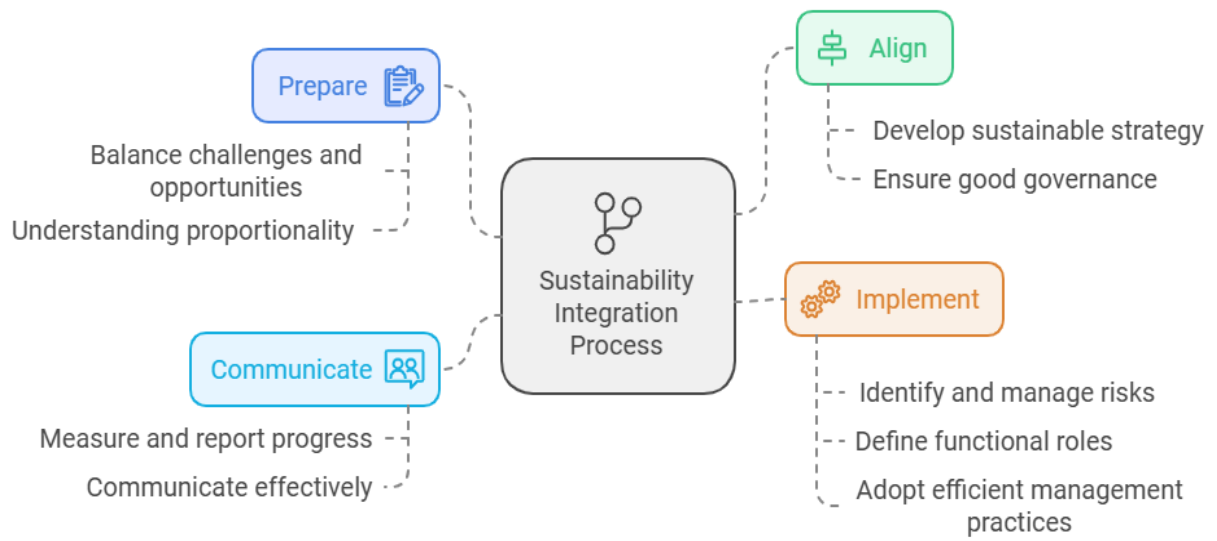 Prepare
Balance challenges and
opportunities
Understanding proportionality
Communicate
Measure and report progress
Communicate effectively
Sustainability
Integration
Process
Align
Develop sustainable strategy
Ensure good governance
Implement
Identify and manage risks
Define functional roles
Adopt efficient management
practices